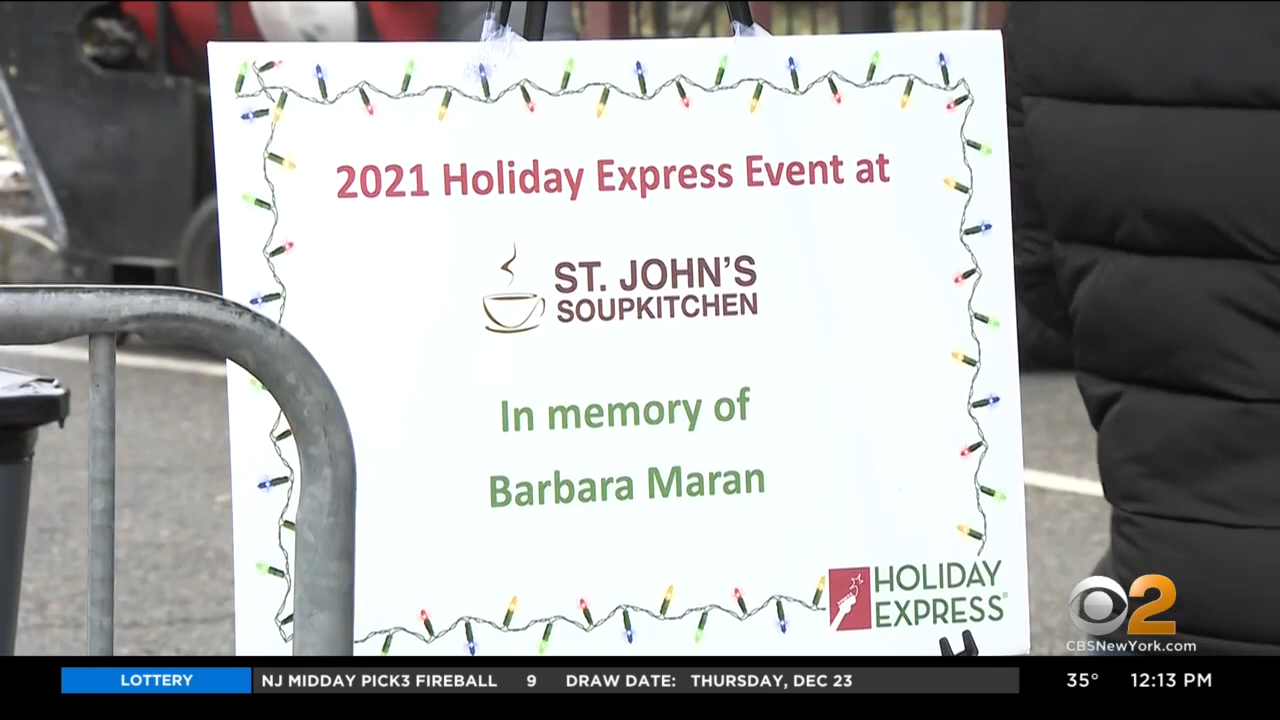 2021 Holiday Express Event at
ST. JOHN'S
SOUPKITCHEN
In memory of
Barbara Maran
HOLIDAY
EXPRESS®
2
CBSNewYork.com
LOTTERY NJ MIDDAY PICK3 FIREBALL 9 DRAW DATE: THURSDAY, DEC 23 35° 12:13 PM